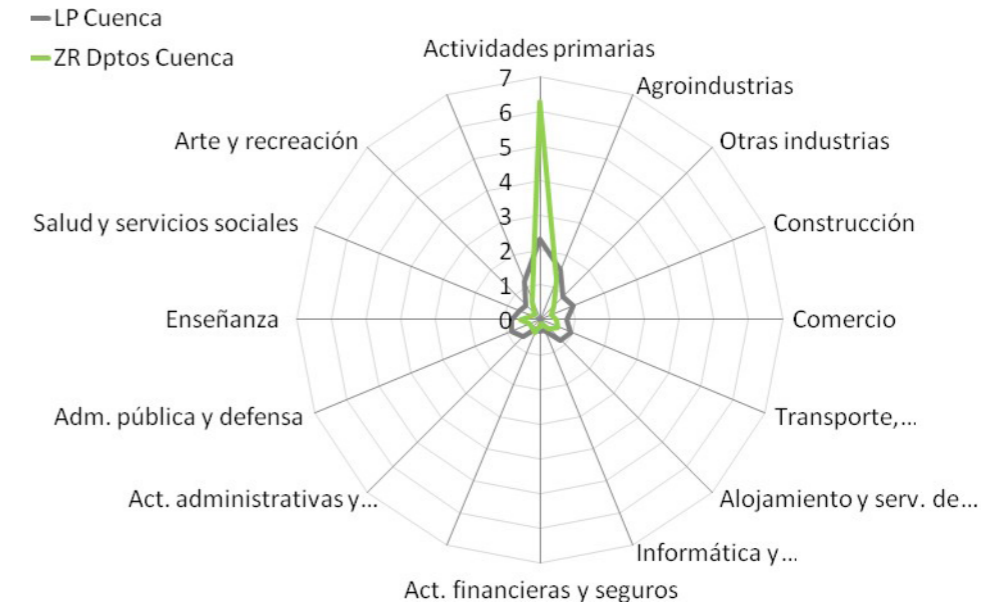 LP Cuenca
ZR Dptos Cuenca
Actividades primarias
Agroindustrias
Otras industrias
Construcción
Comercio
Transporte,...
Alojamiento y serv. de...
Informática y...
Act. financieras y seguros
Act. administrativas y...
Adm. pública y defensa
Enseñanza
Salud y servicios sociales
Arte y recreación
7
6
5
4
3
2
1
0